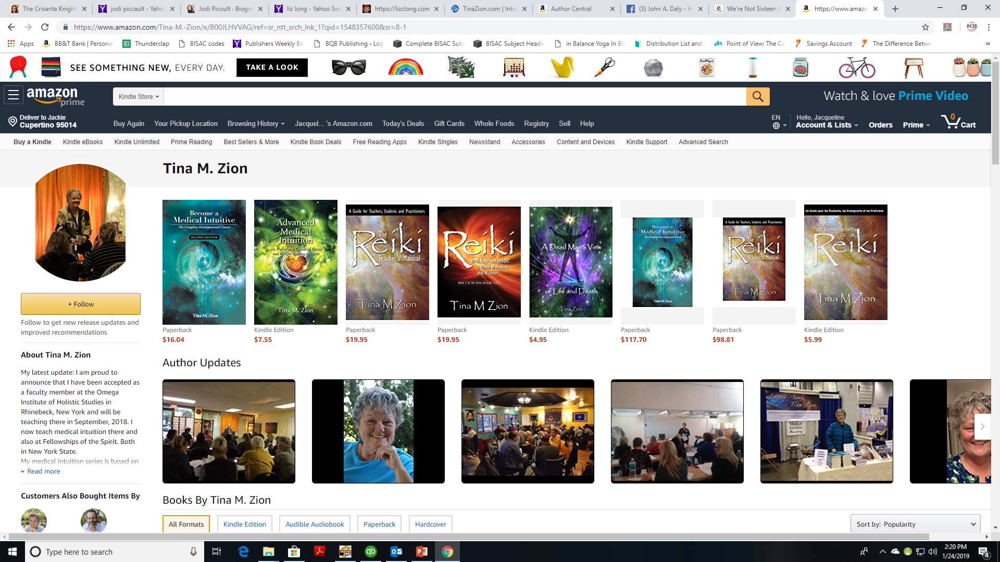 The Crisanta Knight
jodi piccault - Yahoo
Jodi Picoult · Biogra
liz long - Yahoo Sea
https://lizclong.com
TinaZion.com | Intui
Author Central
(3) John A. Daly - H
We're Not Sixteen A
https://www.amazo
https://www.amazon.com/Tina-M.-Zion/e/B00JLHVVAG/ref=sr_ntt_srch_lnk_1?qid=1548357600&sr=8-1
BQB
Apps
BB&T Bank | Personal
Thunderclap
BISAC codes
Publishers Weekly Bo
BQB Publishing › Log
Complete BISAC Subj
BISAC Subject Headin
in Balance Yoga In Bla
Distribution List and S
Point of View: The Co
Savings Account
The Difference Betwe
SEE SOMETHING NEW, EVERY DAY.
TAKE A LOOK
amazon prime
Kindle Store
Watch & love Prime Video
Deliver to Jackie
Cupertino 95014
Buy Again
Your Pickup Location
Browsing History
Jacquel... 's Amazon.com
Today's Deals
Gift Cards
Whole Foods
Registry
Sell
Help
EN
Hello, Jacqueline
Account & Lists
Orders
Prime
0
Cart
Buy a Kindle
Kindle eBooks
Kindle Unlimited
Prime Reading
Best Sellers & More
Kindle Book Deals
Free Reading Apps
Kindle Singles
Newsstand
Accessories
Content and Devices
Kindle Support
Advanced Search
Tina M. Zion
Become a
Medical Intuitive
The Complete Developmental Course
SECOND EDITION
Tina M. Zion
Paperback
$16.04
Advanced
Medical
Intuition
Six Underlying Causes of Illness
and Unique Healing Methods
Tina M. Zion
Kindle Edition
$7.55
A Guide for Teachers, Students and Practitioners
The
Reiki
Teacher's Manual
Tina M Zion
Paperback
$19.95
Reiki
and Your Intuition:
A Union of Healing
and Wisdom
BOOK 2 IN THE REIKI HEALING SERIES
Tina M Zion
Paperback
$19.95
A Dead Man's View
of Life and Death
Tina Zion
Kindle Edition
$4.95
Become a
Medical Intuitive
The Complete Developmental Course
Tina M. Zion
Paperback
$117.70
A Guide for Teachers, Students and Practitioners
The
Reiki
Teacher's Manual
Tina M Zion
Paperback
$98.81
Un Guide pour les Étudiants, les Enseignants et les Praticiens
Le Manuel
de L'enseignant
du
Reiki
Tina M Zion
Kindle Edition
$5.99
+ Follow
Follow to get new release updates and
improved recommendations
About Tina M. Zion
My latest update: I am proud to
announce that I have been accepted as
a faculty member at the Omega
Institute of Holistic Studies in
Rhinebeck, New York and will be
teaching there in September, 2018. I
now teach medical intuition there and
also at Fellowships of the Spirit. Both
in New York State.
My medical intuition series is based on
Read more
Customers Also Bought Items By
Author Updates
Tina Zion
Medical
Intuition
Reading
Books By Tina M. Zion
All Formats
Kindle Edition
Audible Audiobook
Paperback
Hardcover
Sort by: Popularity
Type here to search
2:20 PM
1/24/2019
4